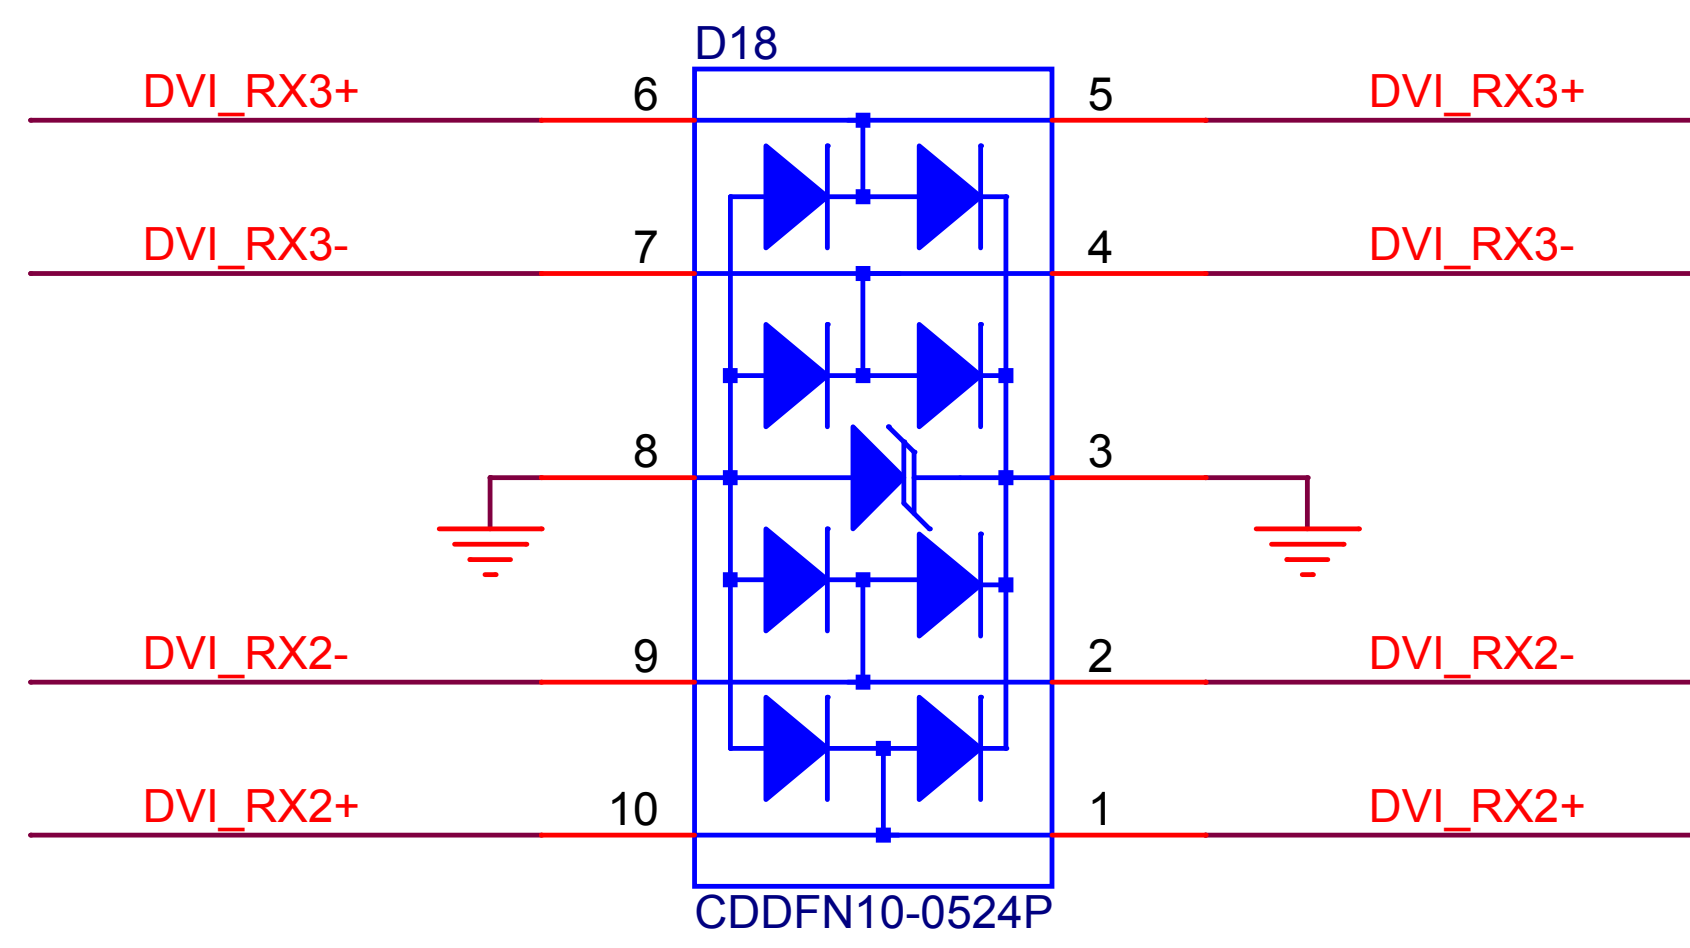 D18
DVI_RX3+ 6 5 DVI_RX3+
DVI_RX3- 7 4 DVI_RX3-
8 3
DVI_RX2- 9 2 DVI_RX2-
DVI_RX2+ 10 1 DVI_RX2+
CDDFN10-0524P